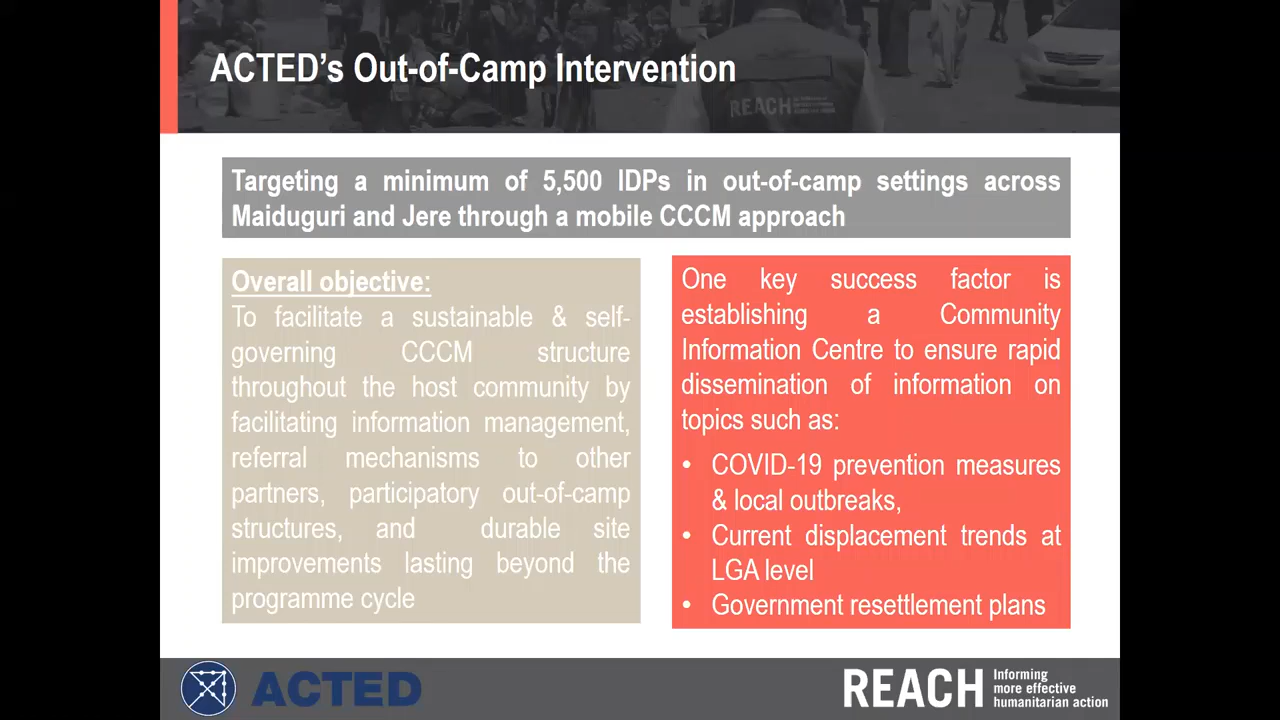 ACTED's Out-of-Camp Intervention
REACH
Targeting a minimum of 5,500 IDPs in out-of-camp settings across
Maiduguri and Jere through a mobile CCCM approach
Overall objective:
To facilitate a sustainable & self-
governing CCCM structure
throughout the host community by
facilitating information management,
referral mechanisms to other
partners, participatory out-of-camp
structures, and durable site
improvements lasting beyond the
programme cycle
One key success factor is
establishing a Community
Information Centre to ensure rapid
dissemination of information on
topics such as:
• COVID-19 prevention measures
& local outbreaks,
• Current displacement trends at
LGA level
• Government resettlement plans
ACTED
REACH
Informing
more effective
humanitarian action